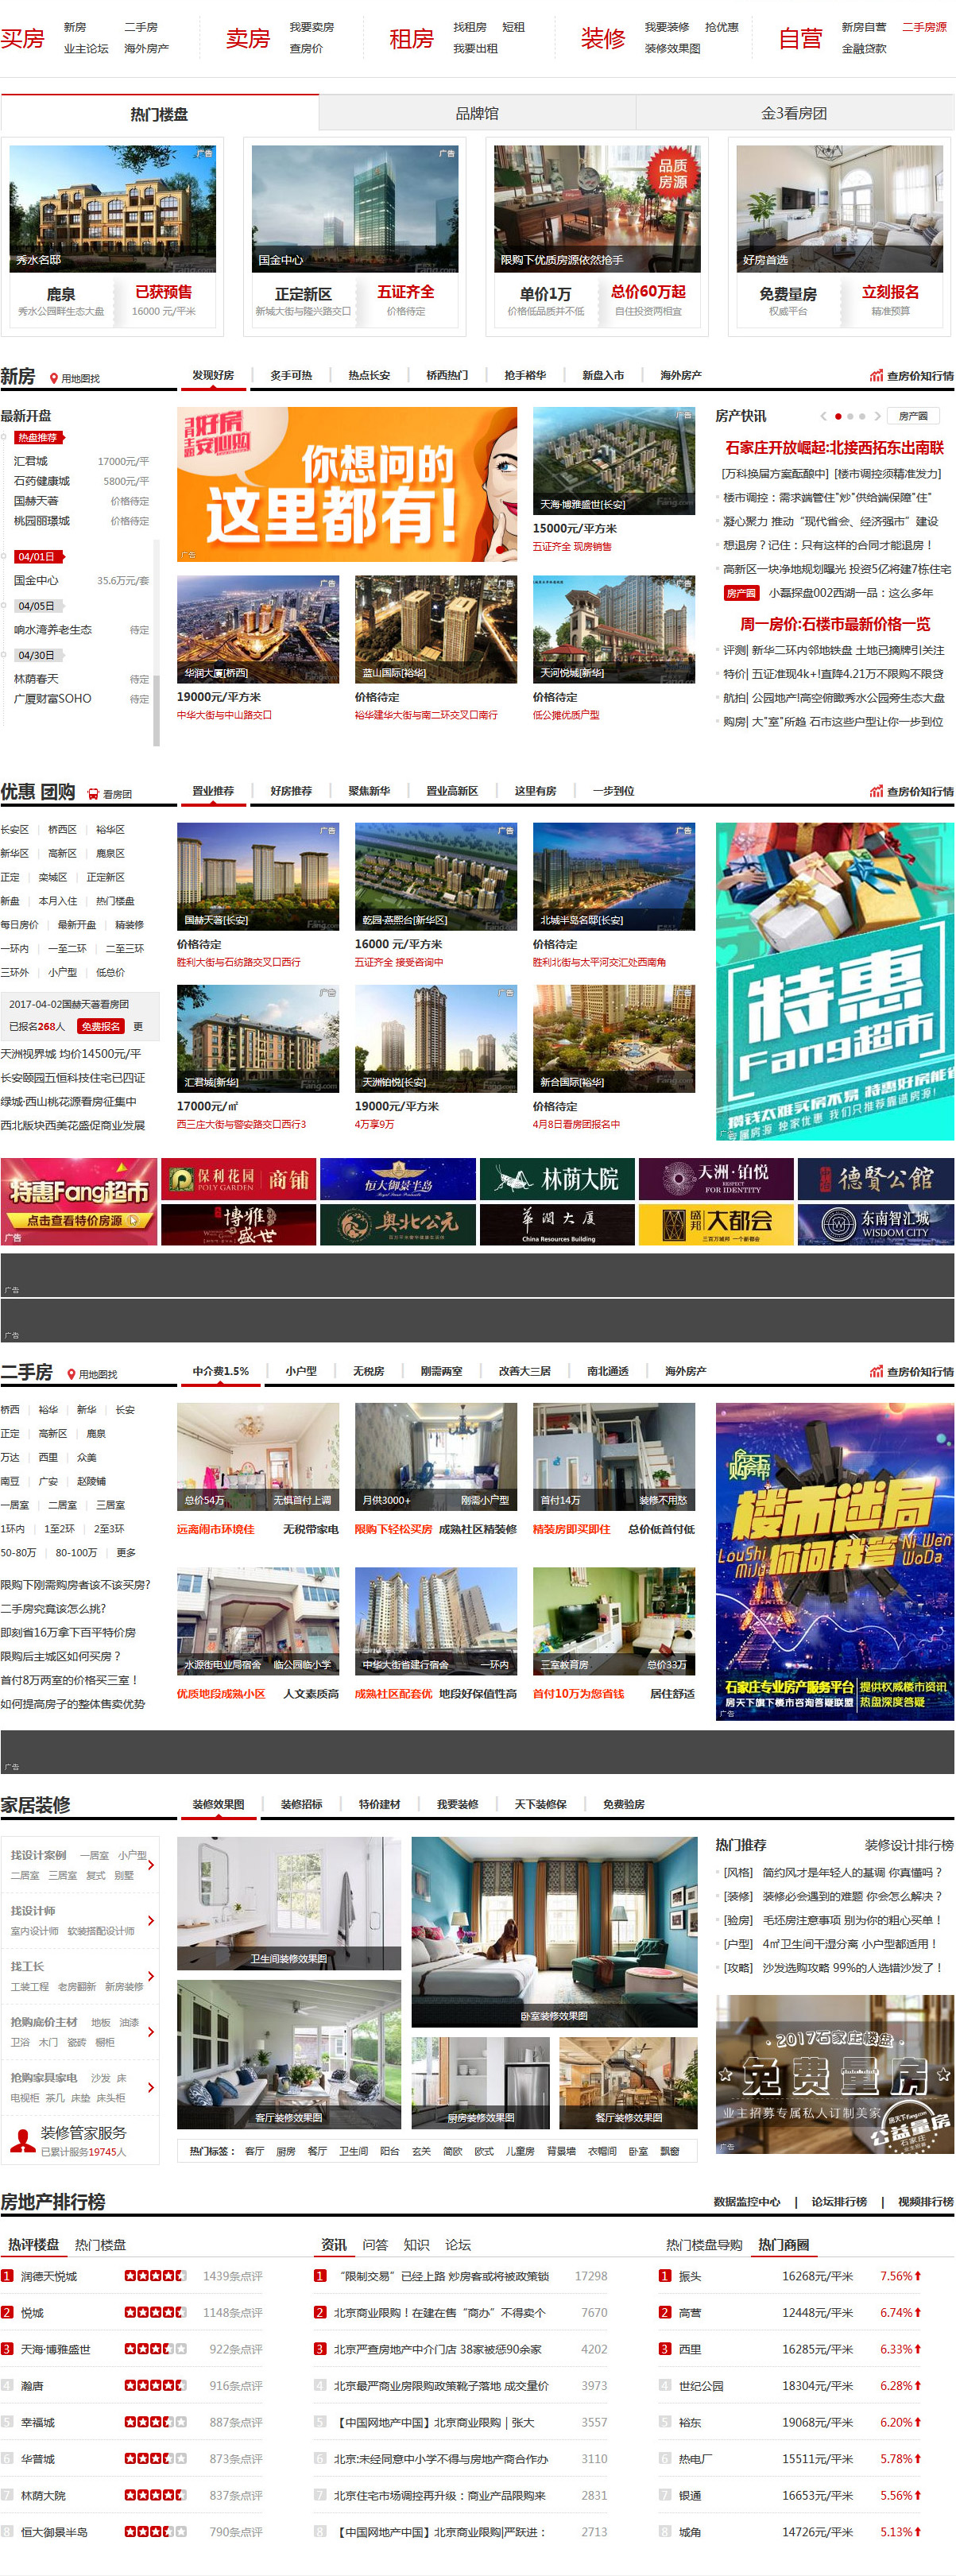 买房 新房 二手房 卖房 我要卖房 租房 找租房 短租 装修 我要装修 抢优惠 自营 新房自营 二手房源
业主论坛 海外房产 查房价 我要出租 装修效果图 金融贷款
热门楼盘 品牌馆 金3看房团
广告 广告 品质房源
秀水名邸 国金中心 限购下优质房源依然抢手 好房首选
鹿泉 已获预售 正定新区 五证齐全 单价1万 总价60万起 免费量房 立刻报名
秀水公园畔生态大盘 16000 元/平米 新城大街与隆兴路交口 价格待定 价格低品质并不低 自住投资两相宜 权威平台 精准预算
新房 用地图找 发现好房 炙手可热 热点长安 桥西热门 抢手裕华 新盘入市 海外房产 查房价知行情
最新开盘
热盘推荐
汇君城 17000元/平
石药健康城 5800元/平
国赫天著 价格待定
桃园丽璟城 价格待定
04/01日
国金中心 35.6万元/套
04/05日
响水湾养老生态 待定
04/30日
林荫春天 待定
广厦财富SOHO 待定
你想问的
这里都有!
广告
广告
天海·博雅盛世[长安]
15000元/平方米
五证齐全 现房销售
广告 广告
华润大厦[桥西] 蓝山国际[裕华] 天河悦城[新华]
19000元/平方米 价格待定 价格待定
中华大街与中山路交口 裕华建华大街与南二环交叉口南行 低公摊优质户型
房产快讯 房产圈
石家庄开放崛起:北接西拓东出南联
[万科换届方案酝酿中] [楼市调控须精准发力]
楼市调控：需求端管住"炒"供给端保障"住"
凝心聚力 推动“现代省会、经济强市”建设
想退房？记住：只有这样的合同才能退房！
高新区一块净地规划曝光 投资5亿将建7栋住宅
房产圈 小磊探盘002西湖一品：这么多年
周一房价:石楼市最新价格一览
评测| 新华二环内邻地铁盘 土地已摘牌引关注
特价| 五证准现4k+!直降4.21万不限购不限贷
航拍| 公园地产!高空俯瞰秀水公园旁生态大盘
购房| 大"室"所趋 石市这些户型让你一步到位
优惠 团购 看房团 置业推荐 好房推荐 聚焦新华 置业高新区 这里有房 一步到位 查房价知行情
长安区 | 桥西区 | 裕华区
新华区 | 高新区 | 鹿泉区
正定 | 栾城区 | 正定新区
新盘 | 本月入住 | 热门楼盘
每日房价 | 最新开盘 | 精装修
一环内 | 一至二环 | 二至三环
三环外 | 小户型 | 低总价
2017-04-02国赫天著看房团
已报名268人 免费报名 更
天洲视界城 均价14500元/平
长安颐园五恒科技住宅已四证
绿城·西山桃花源看房征集中
西北版块西美花盛促商业发展
广告 广告 广告
国赫天著[长安] 乾园·燕熙台[新华区] 北城半岛名邸[长安]
价格待定 16000 元/平方米 价格待定
胜利大街与石纺路交叉口西行 五证齐全 接受咨询中 胜利北街与太平河交汇处西南角
广告 广告 广告
汇君城[新华] 天洲铂悦[长安] 新合国际[裕华]
17000元/㎡ 19000元/平方米 价格待定
西三庄大街与警安路交口西行3 4万享9万 4月8日看房团报名中
特惠
Fang超市
攒钱太难买房不易 特惠好房能省
专属房源 独家优惠 我们只推荐靠谱房源!
特惠Fang超市 保利花园 商铺 POLY GARDEN 恒大御景半岛 林荫大院 天洲·铂悦 RESPECT FOR IDENTITY 德贤公馆
点击查看特价房源
广告
博雅盛世 奥北公元 华润大厦 China Resources Building 盛邦大都会 东南智汇城 WISDOM CITY
广告
广告
二手房 用地图找 中介费1.5% 小户型 无税房 刚需两室 改善大三居 南北通透 海外房产 查房价知行情
桥西 | 裕华 | 新华 | 长安
正定 | 高新区 | 鹿泉
万达 | 西里 | 众美
南豆 | 广安 | 赵陵铺
一居室 | 二居室 | 三居室
1环内 | 1至2环 | 2至3环
50-80万 | 80-100万 | 更多
限购下刚需购房者该不该买房?
二手房究竟该怎么挑?
即刻省16万拿下百平特价房
限购后主城区如何买房？
首付8万两室的价格买三室！
如何提高房子的整体售卖优势
总价54万 无惧首付上调 月供3000+ 刚需小户型 首付14万 装修不用愁
远离闹市环境佳 无税带家电 限购下轻松买房 成熟社区精装修 精装房即买即住 总价低首付低
水源街电业局宿舍 临公园临小学 中华大街省建行宿舍 一环内 三室教育房 总价33万
优质地段成熟小区 人文素质高 成熟社区配套优 地段好保值性高 首付10万为您省钱 居住舒适
房天下购房帮
楼市迷局
你问我答
LouShi MiJu Ni Wen WoDa
石家庄专业房产服务平台 提供权威楼市资讯
房天下旗下楼市咨询答疑联盟 热盘深度答疑
广告
广告
家居装修 装修效果图 装修招标 特价建材 我要装修 天下装修保 免费验房
找设计案例 一居室 小户型
二居室 三居室 复式 别墅
找设计师
室内设计师 软装搭配设计师
找工长
工装工程 老房翻新 新房装修
抢购底价主材 地板 油漆
卫浴 木门 瓷砖 橱柜
抢购家具家电 沙发 床
电视柜 茶几 床垫 床头柜
装修管家服务
已累计服务19745人
卫生间装修效果图
卧室装修效果图
客厅装修效果图 厨房装修效果图 餐厅装修效果图
热门标签： 客厅 厨房 餐厅 卫生间 阳台 玄关 简欧 欧式 儿童房 背景墙 衣帽间 卧室 飘窗
热门推荐 装修设计排行榜
[风格] 简约风才是年轻人的基调 你真懂吗？
[装修] 装修必会遇到的难题 你会怎么解决？
[验房] 毛坯房注意事项 别为你的粗心买单！
[户型] 4㎡卫生间干湿分离 小户型都适用！
[攻略] 沙发选购攻略 99%的人选错沙发了！
·2017石家庄楼盘·
免费量房
业主招募专属私人订制美家
公益量房
石家庄
广告
房地产排行榜 数据监控中心 | 论坛排行榜 | 视频排行榜
热评楼盘 热门楼盘 资讯 问答 知识 论坛 热门楼盘导购 热门商圈
1 润德天悦城 1439条点评 1 “限制交易”已经上路 炒房客或将被政策锁 17298 1 振头 16268元/平米 7.56%
2 悦城 1148条点评 2 北京商业限购！在建在售“商办”不得卖个 7670 2 高营 12448元/平米 6.74%
3 天海·博雅盛世 922条点评 3 北京严查房地产中介门店 38家被惩90余家 4202 3 西里 16285元/平米 6.33%
4 瀚唐 916条点评 4 北京最严商业房限购政策靴子落地 成交量价 3973 4 世纪公园 18304元/平米 6.28%
5 幸福城 887条点评 5 【中国网地产中国】北京商业限购｜张大 3557 5 裕东 19068元/平米 6.20%
6 华普城 873条点评 6 北京:未经同意中小学不得与房地产商合作办 3110 6 热电厂 15511元/平米 5.78%
7 林荫大院 837条点评 7 北京住宅市场调控再升级：商业产品限购来 2831 7 银通 16653元/平米 5.56%
8 恒大御景半岛 790条点评 8 【中国网地产中国】北京商业限购|严跃进： 2713 8 城角 14726元/平米 5.13%